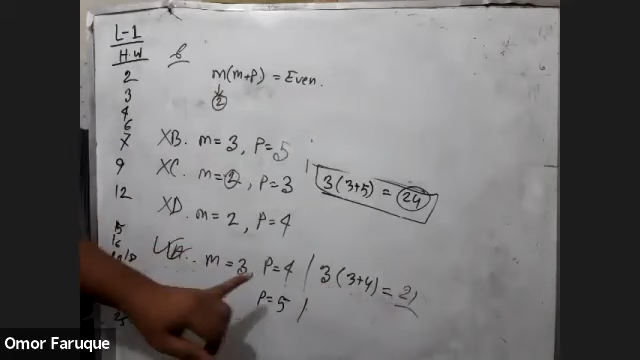 L-1
H.W
2
3
4
6
9
12
15
16
m(m+p) = Even.
2
XB. m = 3, P = 5
XC. m = 2, P = 3
3(3+5) = 24
XD. m = 2, P = 4
m = 3, P = 4 / 3(3+4) = 21
P = 5 /
Omor Faruque